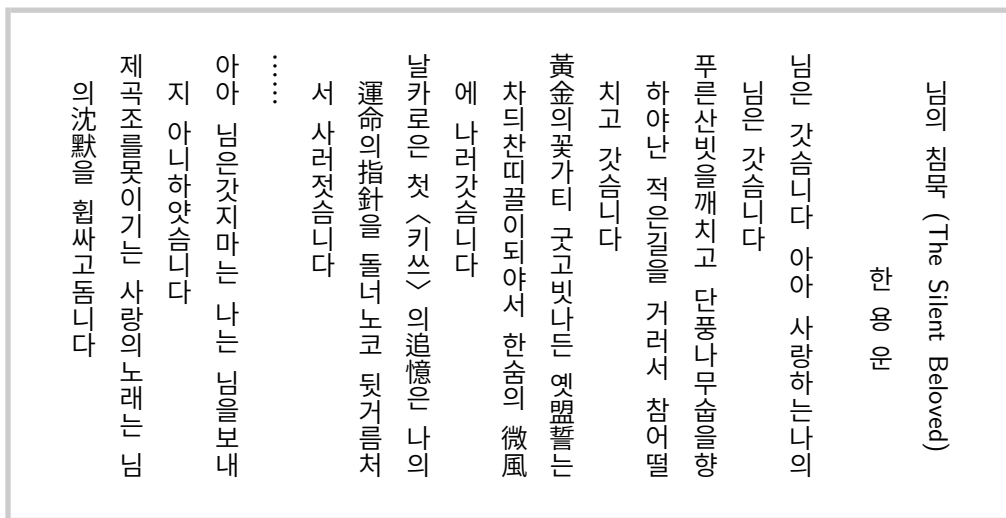 님의 침묵 (The Silent Beloved)
한용운
님은 갓슴니다 아아 사랑하는나의
님은 갓슴니다
푸른산빗을깨치고 단풍나무숩을향
하야난 적은길을 거러서 참어떨
치고 갓슴니다
黃金의꽃가티 굿고빗나든 옛盟誓는
차듸찬띠끌이되야서 한숨의 微風
에 나러갓슴니다
날카로은 첫 〈키쓰〉의追憶은 나의
運命의指針을 돌너노코 뒷거름처
서 사러젓슴니다
……
아아 님은갓지마는 나는 님을보내
지 아니하얏슴니다
제곡조를못이기는 사랑의노래는 님
의沈默을 휩싸고돔니다